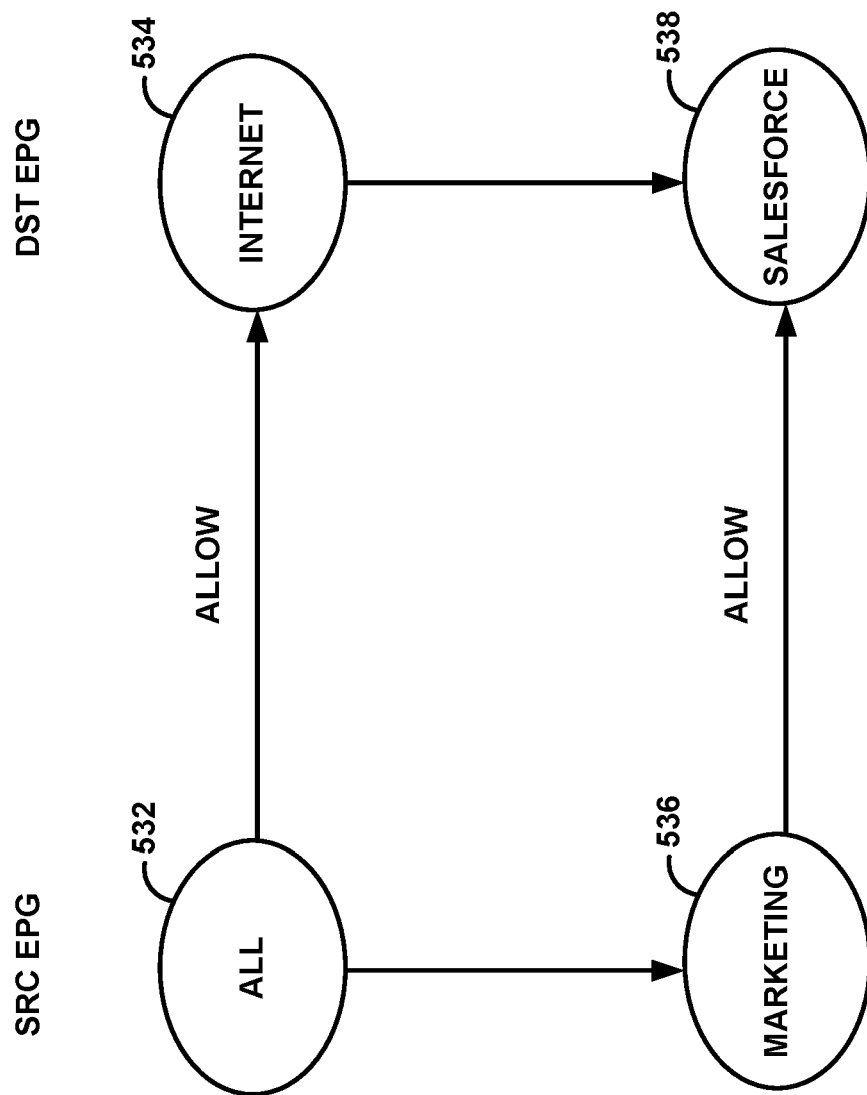 SRC EPG
DST EPG
532
534
ALL
ALLOW
INTERNET
536
538
MARKETING
ALLOW
SALESFORCE